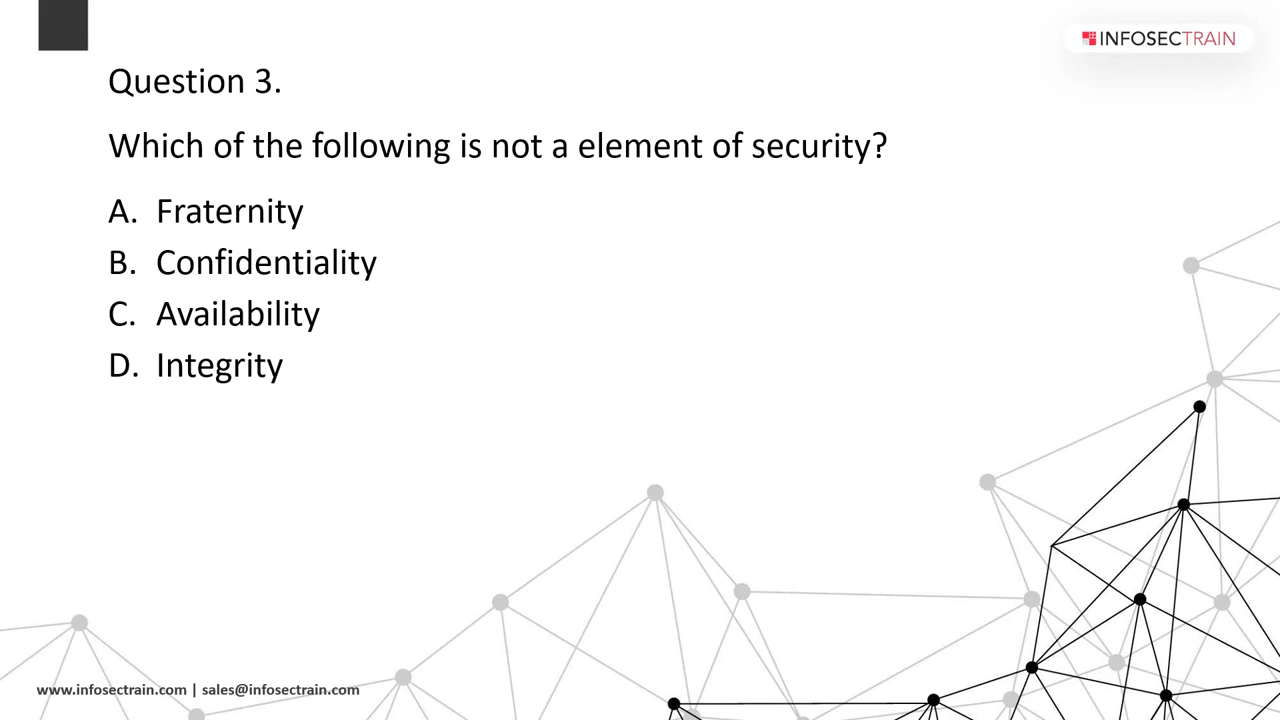 INFOSECTRAIN
Question 3.
Which of the following is not a element of security?
A. Fraternity
B. Confidentiality
C. Availability
D. Integrity
www.infosectrain.com | sales@infosectrain.com